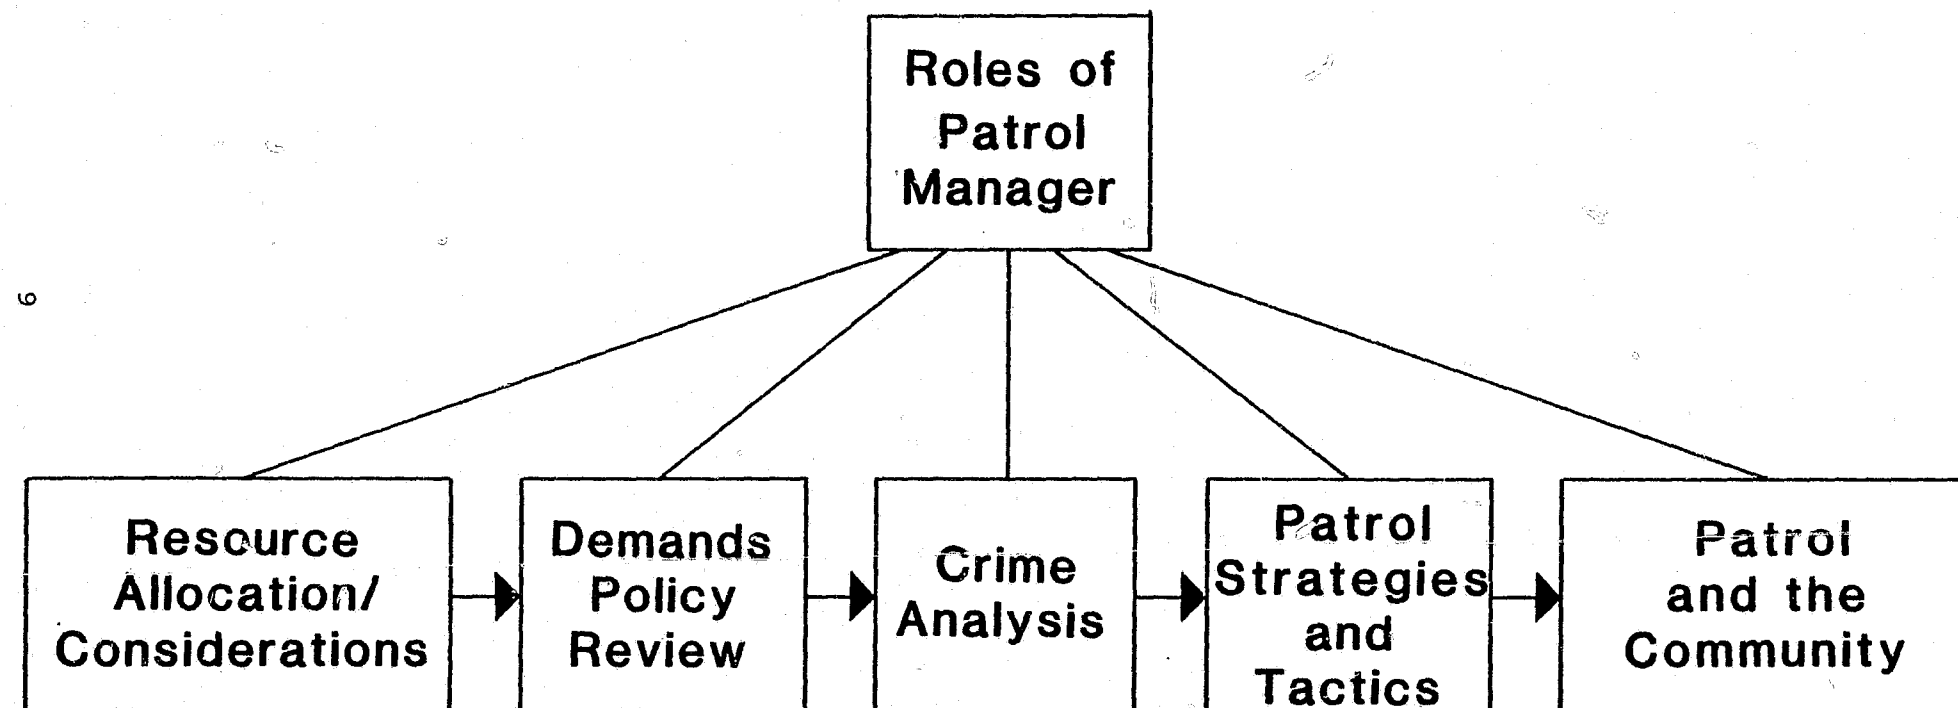 Roles of
Patrol
Manager
6
Resource
Allocation/
Considerations
Demands
Policy
Review
Crime
Analysis
Patrol
Strategies
and
Tactics
Patrol
and the
Community